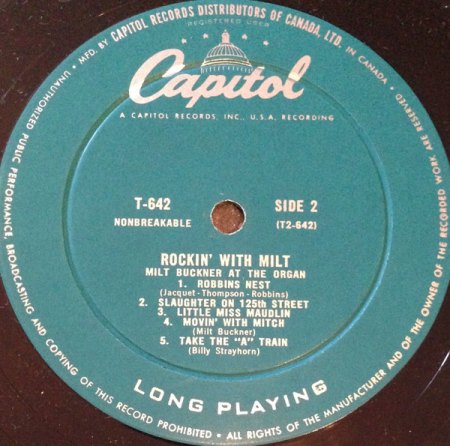 • MFD. BY CAPITOL RECORDS DISTRIBUTORS OF CANADA, LTD. IN CANADA •
REGISTERED USER
Capitol
A CAPITOL RECORDS, INC., U.S.A. RECORDING
T-642 SIDE 2
NONBREAKABLE (T2-642)
ROCKIN' WITH MILT
MILT BUCKNER AT THE ORGAN
1. ROBBINS NEST
(Jacquet-Thompson-Robbins)
2. SLAUGHTER ON 125th STREET
3. LITTLE MISS MAUDLIN
4. MOVIN' WITH MITCH
(Milt Buckner)
5. TAKE THE "A" TRAIN
(Billy Strayhorn)
LONG PLAYING
UNAUTHORIZED PUBLIC PERFORMANCE, BROADCASTING AND COPYING OF THIS RECORD PROHIBITED • ALL RIGHTS OF THE MANUFACTURER AND OF THE OWNER OF THE RECORDED WORK ARE RESERVED